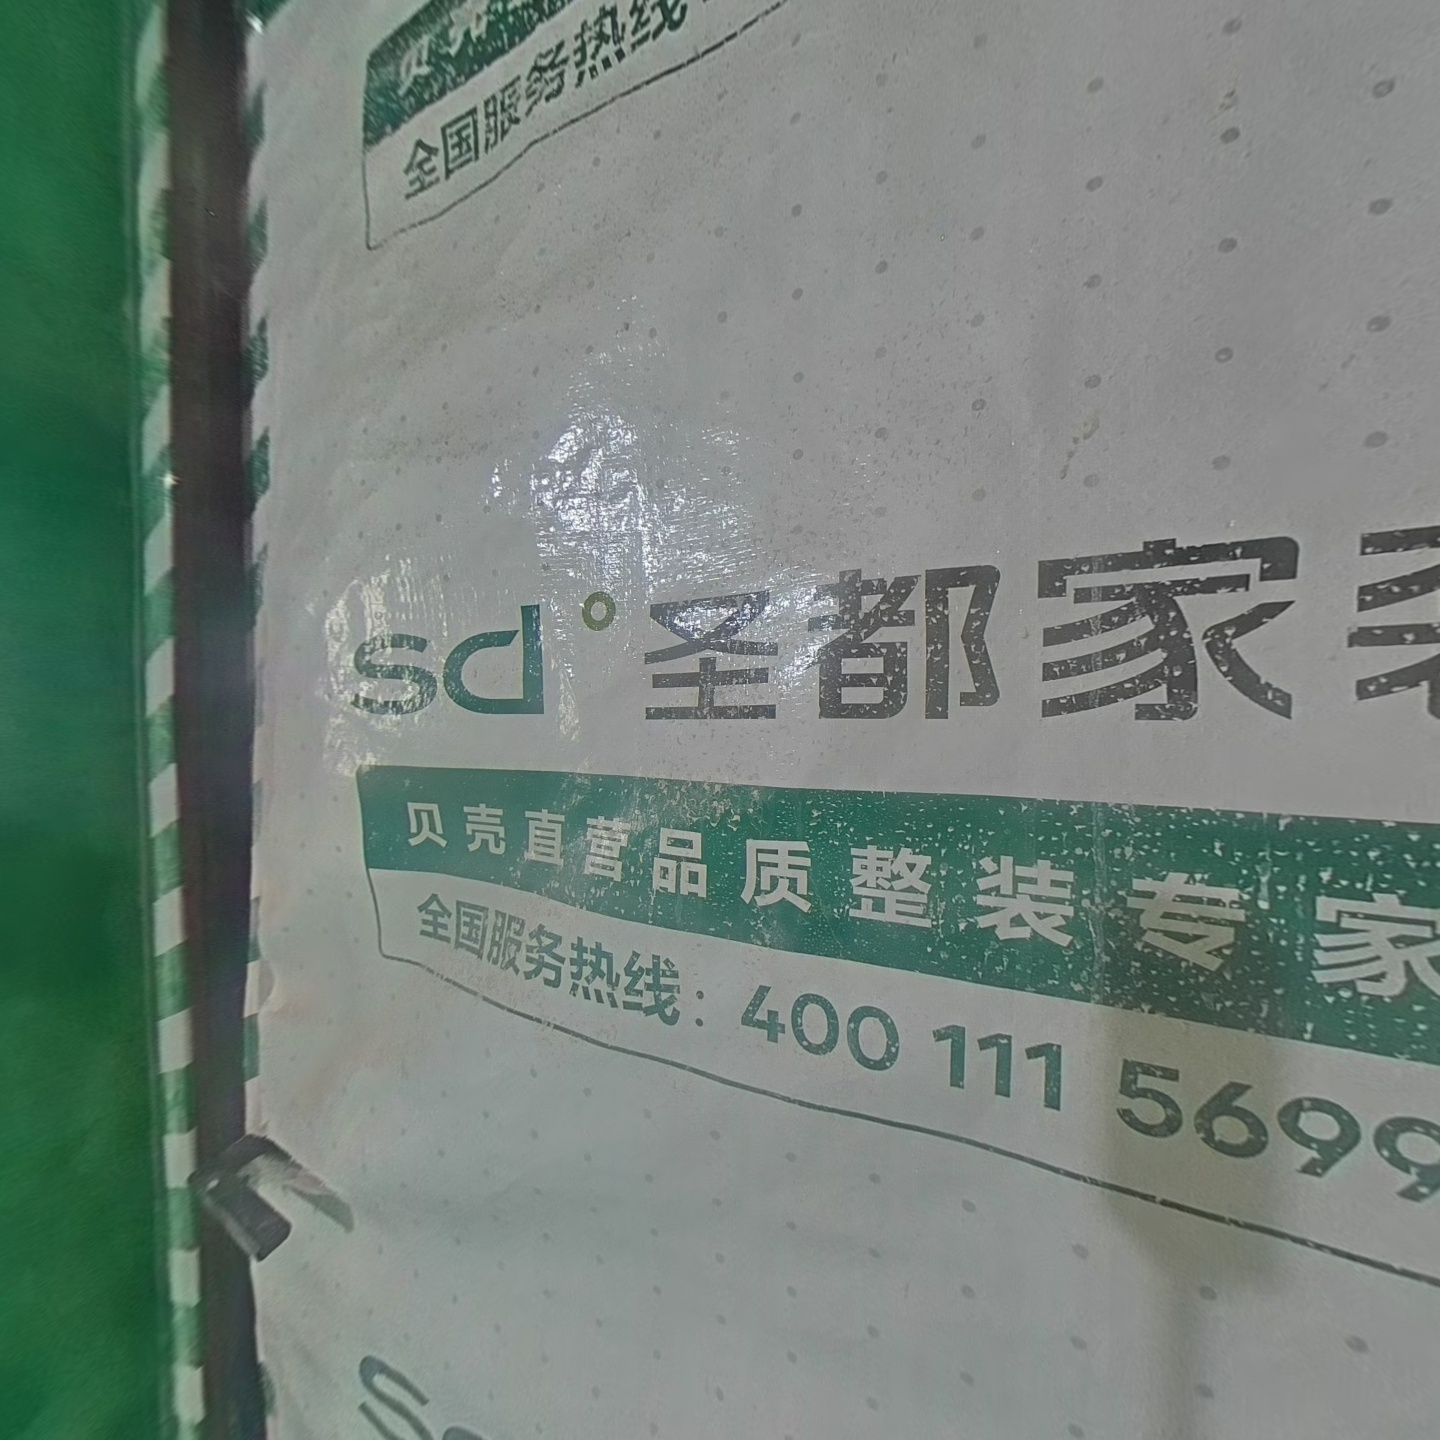 全国服务热线
sd° 圣都家
贝壳直营品质整装专家
全国服务热线: 400 111 5699